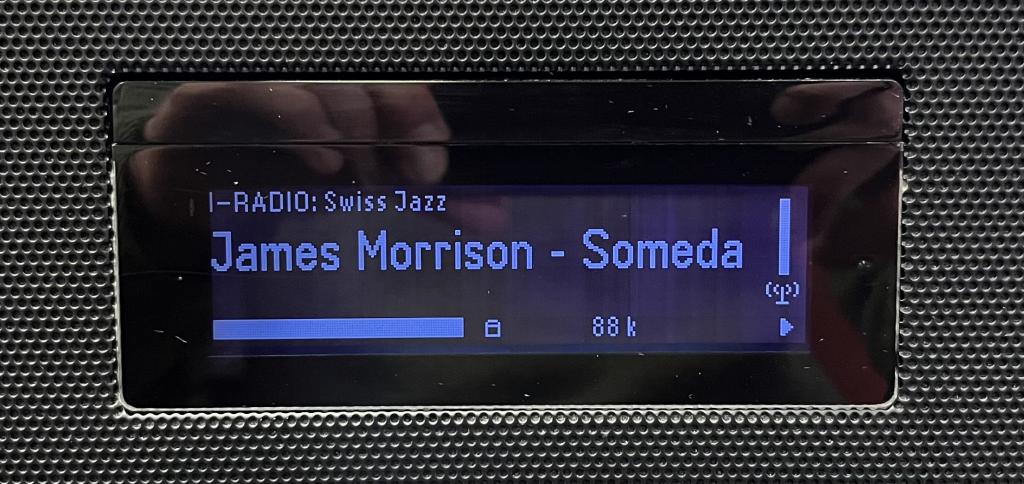 I-RADIO: Swiss Jazz
James Morrison - Someda
88 k